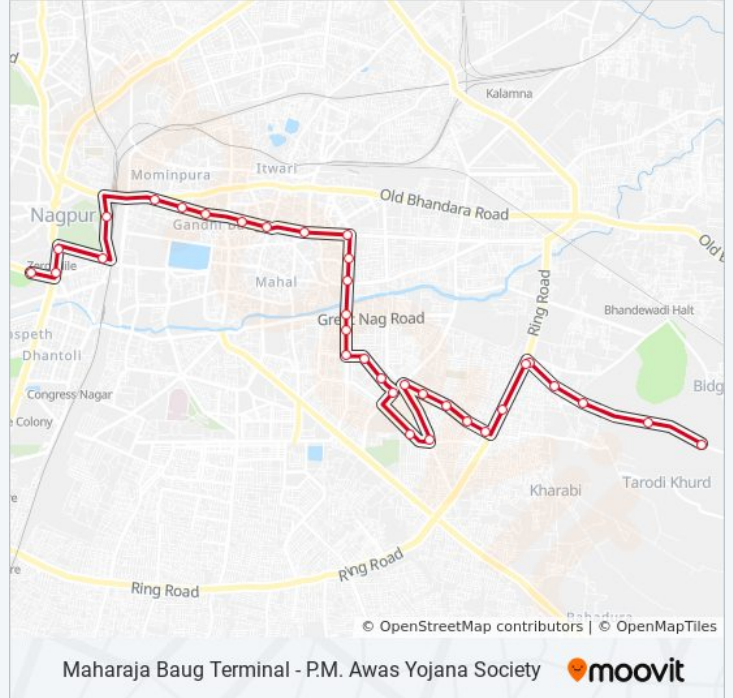 Kalamna
Itwari
Mominpura
Old Bhandara Road
Nagpur
Gandhi
Old
Mahal
Ring Road
Bhandewadi Halt
Nag Road
Dhantoli
Bidg
Congress Nagar
Colony
Tarodi Khurd
Kharabi
Ring Road
Ring Road
© OpenStreetMap contributors | © OpenMapTiles
Maharaja Baug Terminal - P.M. Awas Yojana Society
moovit